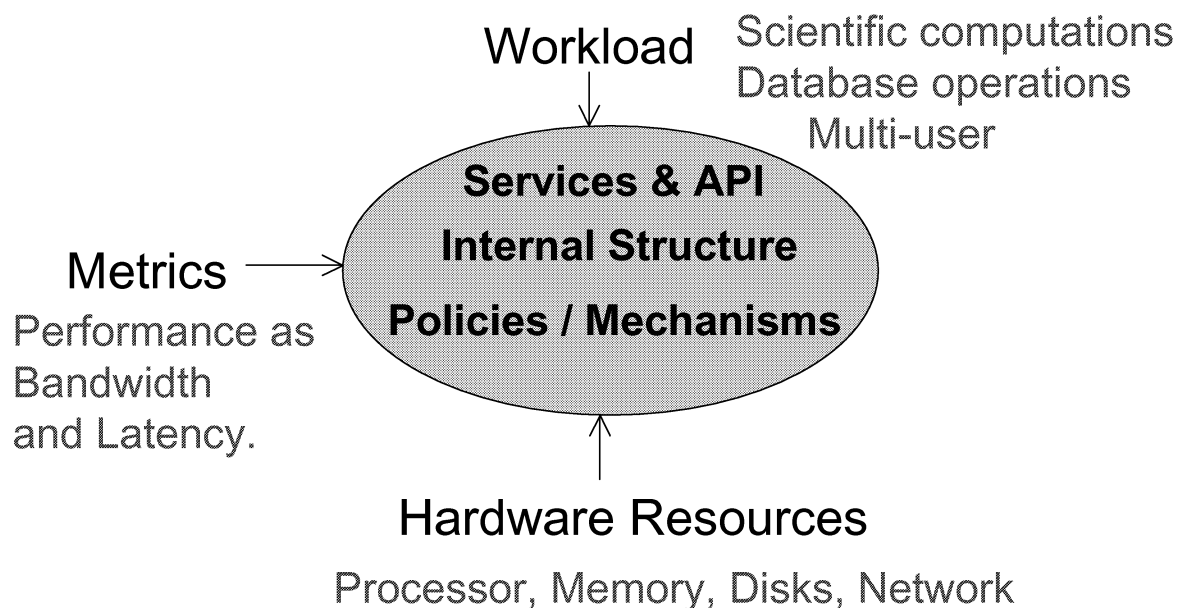 Workload
Scientific computations
Database operations
Multi-user
Services & API
Internal Structure
Policies / Mechanisms
Metrics
Performance as
Bandwidth
and Latency.
Hardware Resources
Processor, Memory, Disks, Network